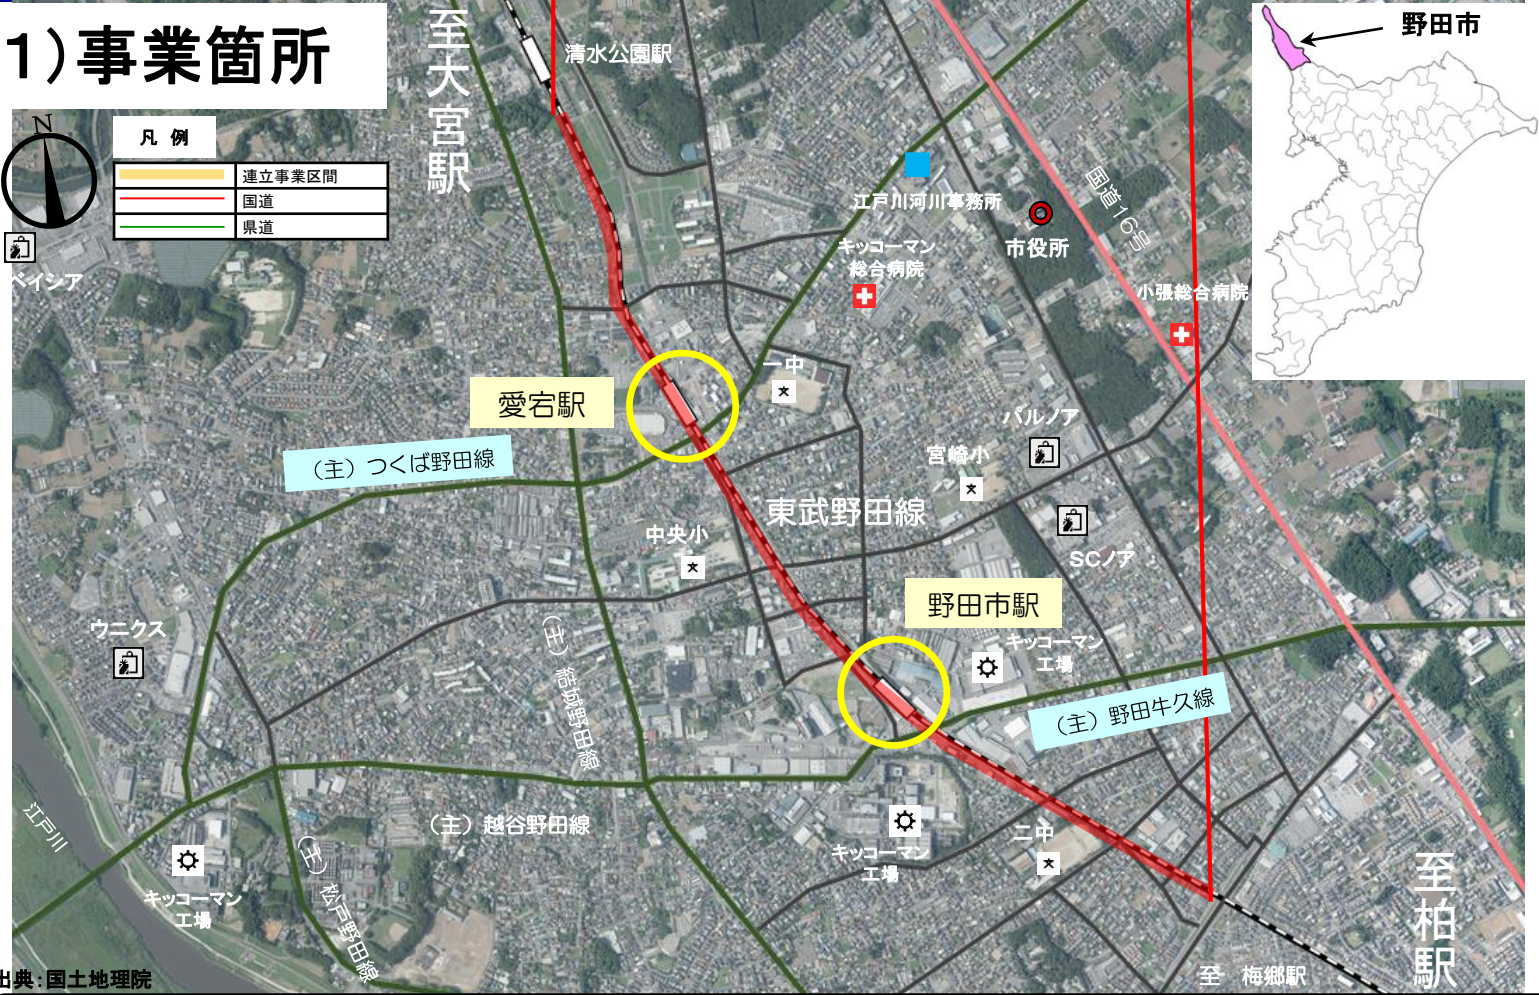 1)事業箇所
至大宮駅
清水公園駅
野田市
N
凡 例
連立事業区間
国道
県道
ベイシア
江戸川河川事務所
市役所
国道16号
キッコーマン
総合病院
小張総合病院
一中
愛宕駅
パルノア
(主)つくば野田線
宮崎小
東武野田線
中央小
SCノア
野田市駅
ウニクス
キッコーマン
工場
(主)結城野田線
(主)野田牛久線
江戸川
(主)越谷野田線
二中
キッコーマン
工場
(主)松戸野田線
キッコーマン
工場
至柏駅
至 梅郷駅
出典:国土地理院